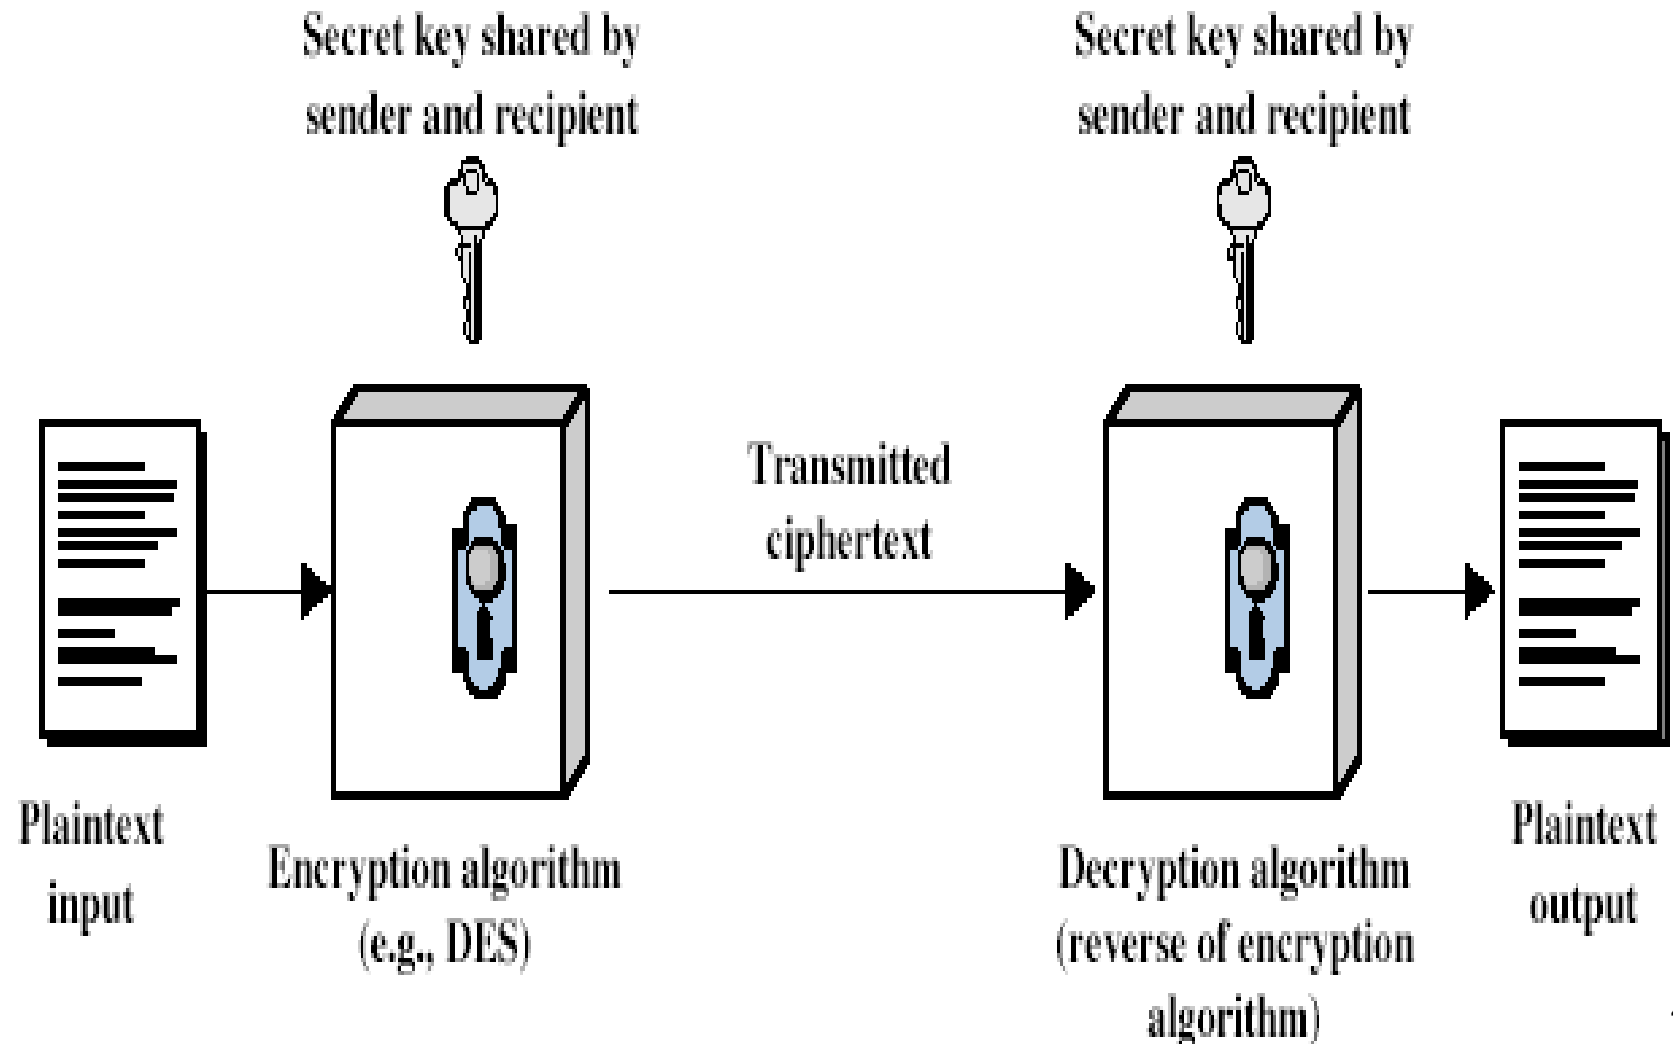 Secret key shared by
sender and recipient
Secret key shared by
sender and recipient
Transmitted
ciphertext
Plaintext
input
Encryption algorithm
(e.g., DES)
Decryption algorithm
(reverse of encryption
algorithm)
Plaintext
output